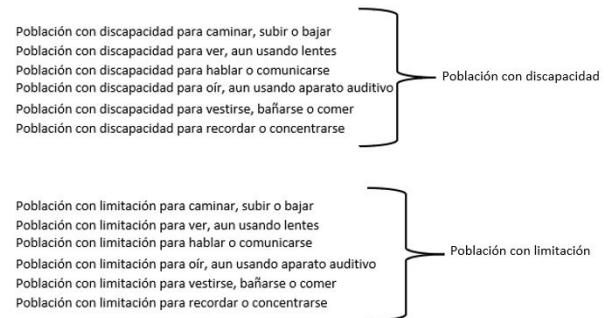 Población con discapacidad para caminar, subir o bajar
Población con discapacidad para ver, aun usando lentes
Población con discapacidad para hablar o comunicarse
Población con discapacidad para oír, aun usando aparato auditivo
Población con discapacidad para vestirse, bañarse o comer
Población con discapacidad para recordar o concentrarse
Población con discapacidad
Población con limitación para caminar, subir o bajar
Población con limitación para ver, aun usando lentes
Población con limitación para hablar o comunicarse
Población con limitación para oír, aun usando aparato auditivo
Población con limitación para vestirse, bañarse o comer
Población con limitación para recordar o concentrarse
Población con limitación